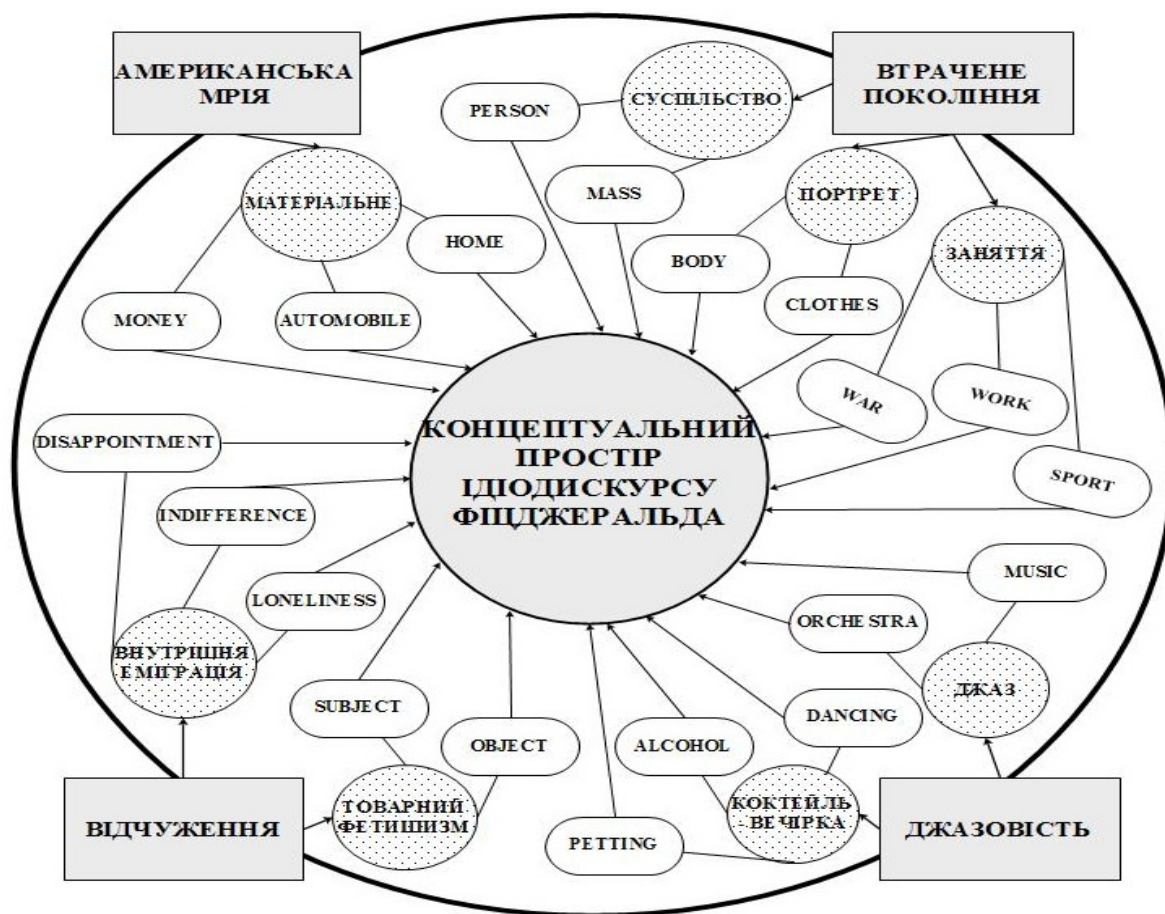 АМЕРИКАНСЬКА
МРІЯ
ВТРАЧЕНЕ
ПОКОЛІННЯ
PERSON
СУСПІЛЬСТВО
MASS
ПОРТРЕТ
МАТЕРІАЛЬНЕ
HOME
BODY
ЗАНЯТТЯ
MONEY
AUTOMOBILE
CLOTHES
WAR
WORK
SPORT
КОНЦЕПТУАЛЬНИЙ
ПРОСТІР
ІДІОДИСКУРСУ
ФІЦДЖЕРАЛЬДА
DISAPPOINTMENT
INDIFFERENCE
LONELINESS
ВНУТРІШНЯ
ЕМІГРАЦІЯ
MUSIC
ORCHESTRA
ДЖАЗ
SUBJECT
OBJECT
ALCOHOL
DANCING
ВІДЧУЖЕННЯ
ТОВАРНИЙ
ФЕТИШИЗМ
PETTING
КОКТЕЙЛЬ
-ВЕЧІРКА
ДЖАЗОВІСТЬ